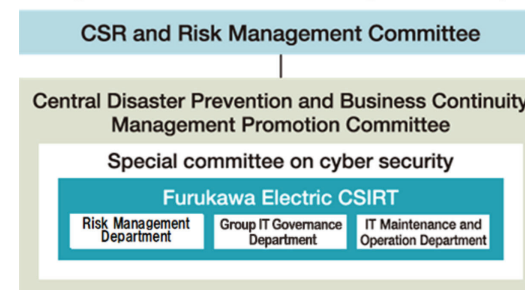 CSR and Risk Management Committee
Central Disaster Prevention and Business Continuity
Management Promotion Committee
Special committee on cyber security
Furukawa Electric CSIRT
Risk Management
Department
Group IT Governance
Department
IT Maintenance and
Operation Department